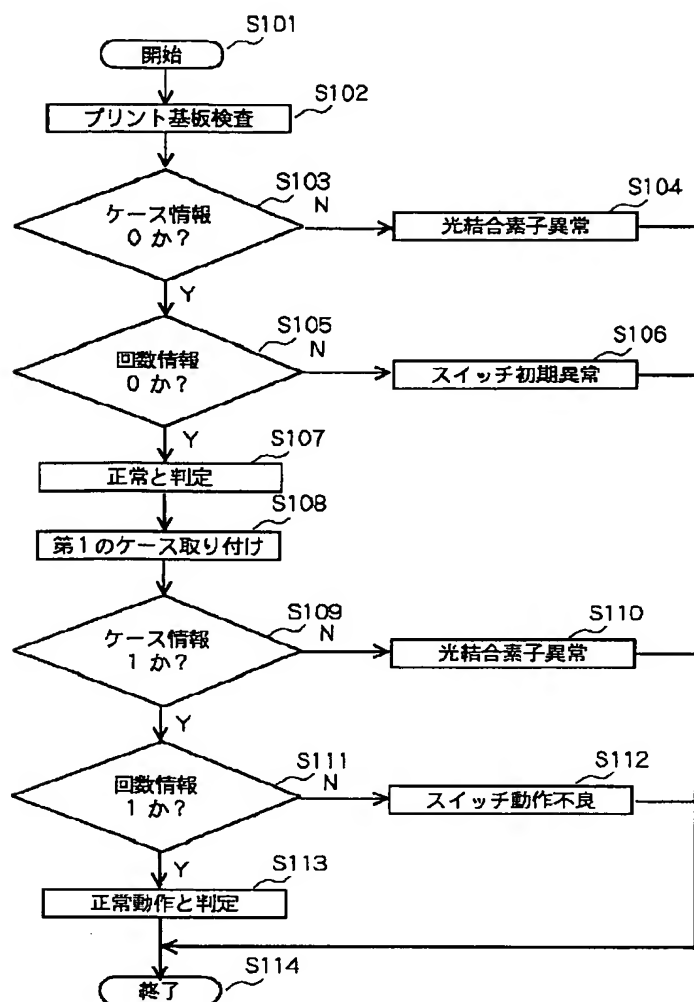 S101
開始
S102
プリント基板検査
S103
ケース情報
0 か?
N
S104
光結合素子異常
Y
S105
回数情報
0 か?
N
S106
スイッチ初期異常
Y
S107
正常と判定
S108
第1のケース取り付け
S109
ケース情報
1 か?
N
S110
光結合素子異常
Y
S111
回数情報
1 か?
N
S112
スイッチ動作不良
Y
S113
正常動作と判定
S114
終了